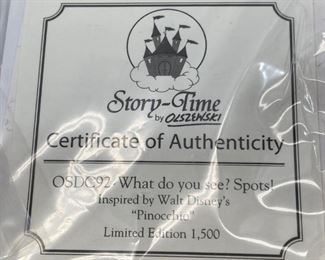 Story-Time
by OLSZEWSKI
Certificate of Authenticity
OSDC92- What do you see? Spots!
Inspired by Walt Disney's
"Pinocchio"
Limited Edition 1,500